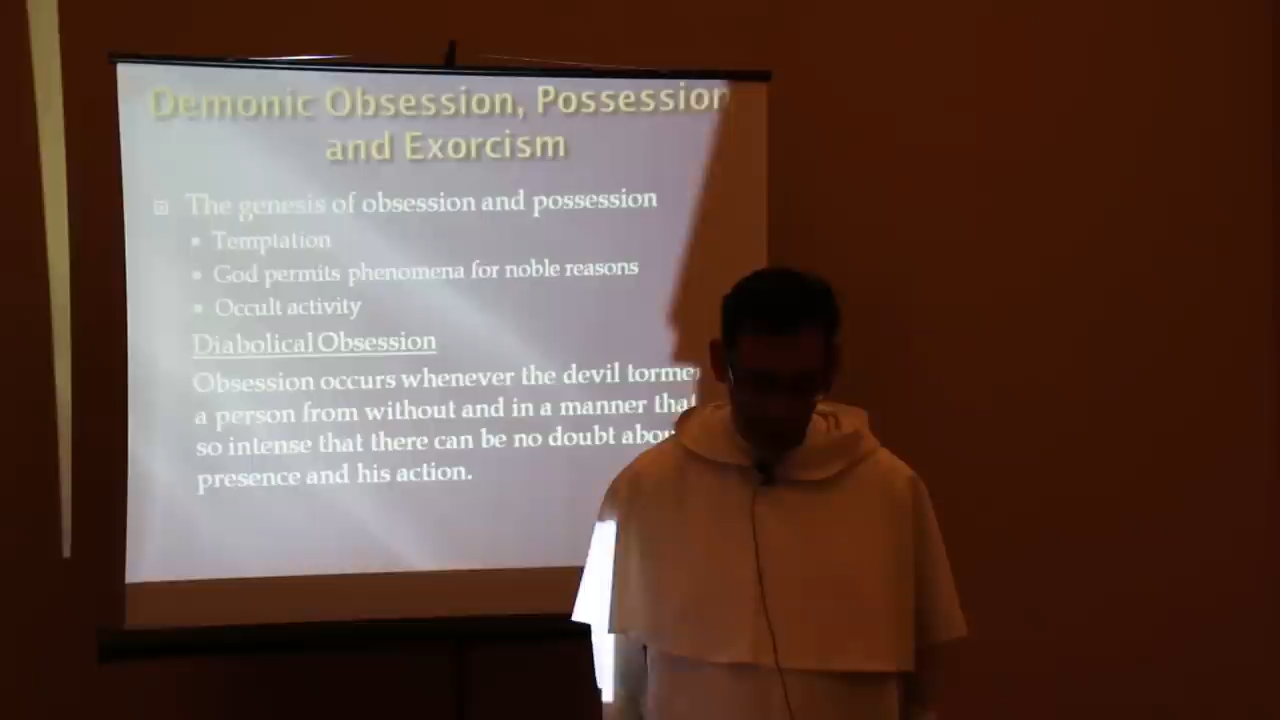 Demonic Obsession, Possession
and Exorcism
The genesis of obsession and possession
Temptation
God permits phenomena for noble reasons
Occult activity
Diabolical Obsession
Obsession occurs whenever the devil torme
a person from without and in a manner that
so intense that there can be no doubt abou
presence and his action.